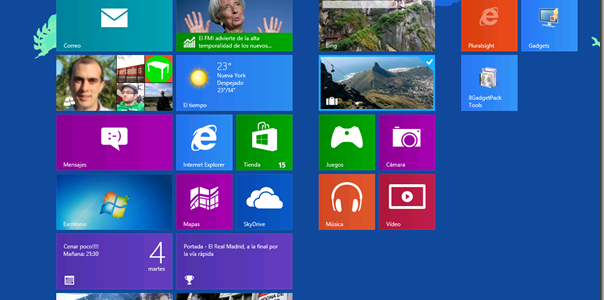 Correo
El FMI advierte de la alta
temporalidad de los nuevos...
Bing
Pluralsight
Gadgets
23°
Nueva York
Despejado
23°/14°
El tiempo
8GadgetPack
Tools
Mensajes
Internet Explorer
Tienda
15
Juegos
Cámara
Escritorio
Mapas
SkyDrive
Música
Vídeo
Cenar poco!!!!
Mañana: 21:30
4
martes
Portada - El Real Madrid, a la final por
la vía rápida